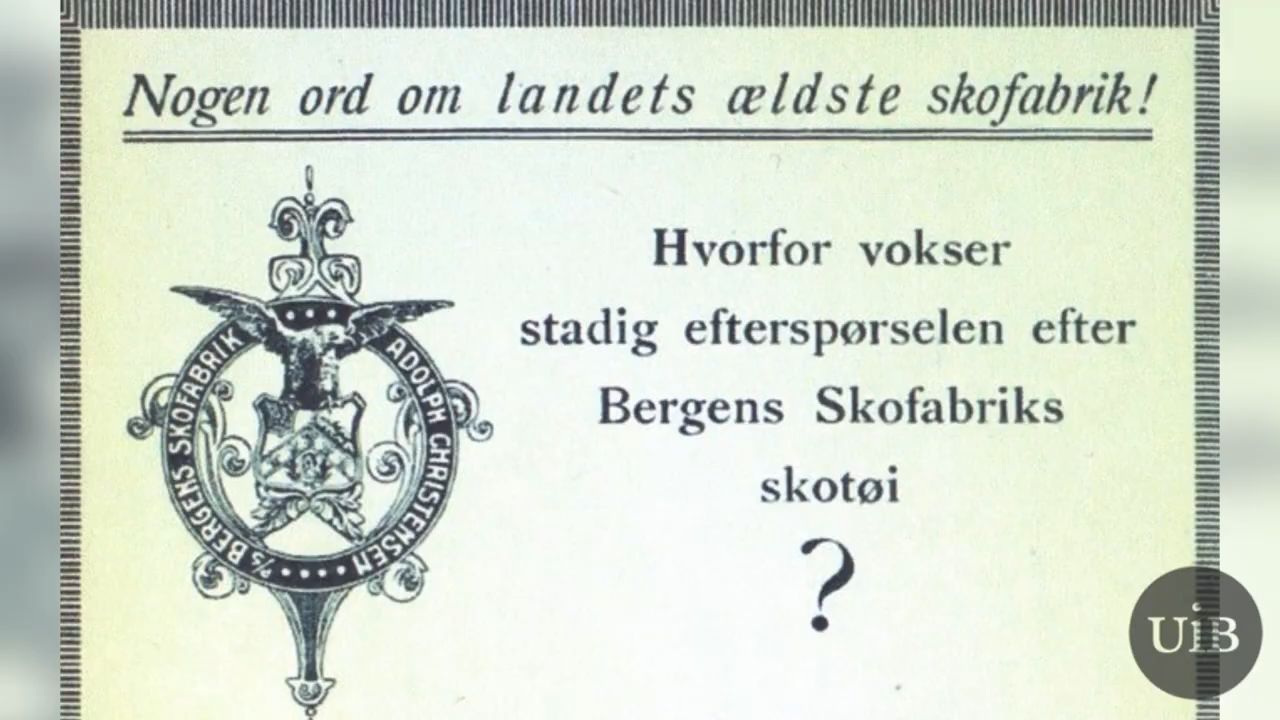 Nogen ord om landets ældste skofabrik!
A/S BERGENS SKOFABRIK
ADOLPH CHRISTENSEN
Hvorfor vokser
stadig efterspørselen efter
Bergens Skofabriks
skotøi
?
UiB